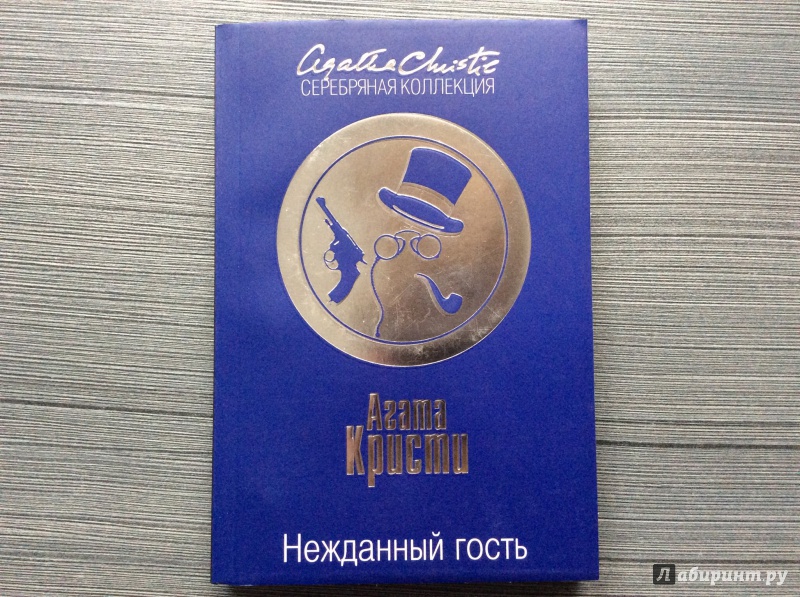 Agatha Christie
СЕРЕБРЯНАЯ КОЛЛЕКЦИЯ
Агата
Кристи
Нежданный гость
Лабиринт.ру